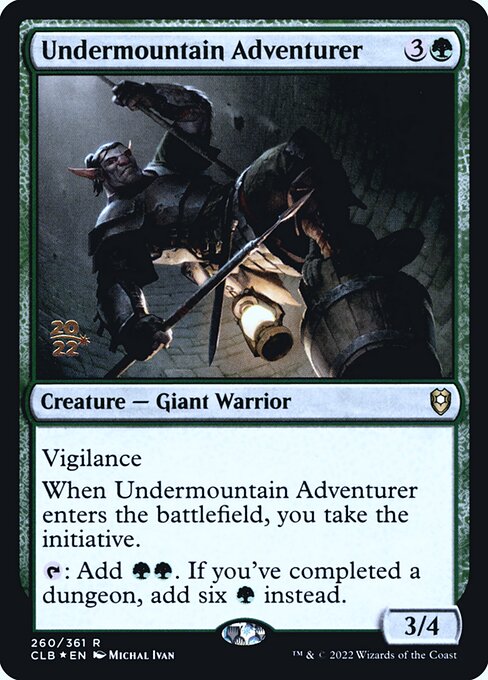 Undermountain Adventurer 3
20
22
Creature — Giant Warrior
Vigilance
When Undermountain Adventurer
enters the battlefield, you take the
initiative.
: Add . If you've completed a
dungeon, add six instead.
3/4
260/361 R
CLB ★ EN Michal Ivan
™ & © 2022 Wizards of the Coast